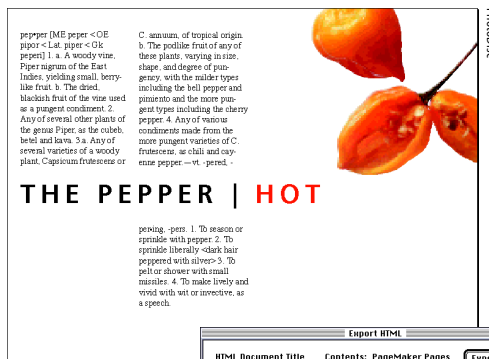 pep•per [ME peper < OE
pipor < Lat. piper < Gk
peperi] 1. a. A woody vine,
Piper nigrum of the East
Indies, yielding small, berry-
like fruit. b. The dried,
blackish fruit of the vine used
as a pungent condiment. 2.
Any of several other plants of
the genus Piper, as the cubeb,
betel and kava. 3.a. Any of
several varieties of a woody
plant, Capsicum frutescens or
C. annuum, of tropical origin.
b. The podlike fruit of any of
these plants, varying in size,
shape, and degree of pun-
gency, with the milder types
including the bell pepper and
pimiento and the more pun-
gent types including the cherry
pepper. 4. Any of various
condiments made from the
more pungent varieties of C.
frutescens, as chili and cay-
enne pepper.—vt. -pered, -
THE PEPPER | HOT
pering, -pers. 1. To season or
sprinkle with pepper. 2. To
sprinkle liberally <dark hair
peppered with silver> 3. To
pelt or shower with small
missiles. 4. To make lively and
vivid with wit or invective, as
a speech.
Export HTML
HTML Document Title Contents: PageMaker Pages